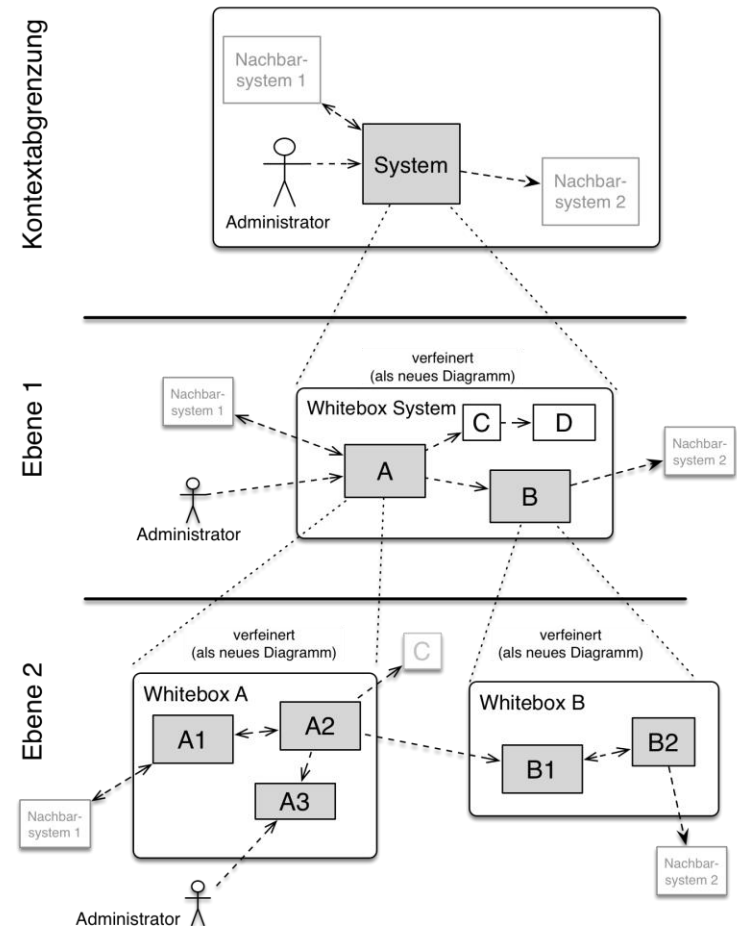 Kontextabgrenzung
Nachbar-
system 1
System
Nachbar-
system 2
Administrator
Ebene 1
verfeinert
(als neues Diagramm)
Nachbar-
system 1
Whitebox System
C
D
A
B
Nachbar-
system 2
Administrator
Ebene 2
verfeinert
(als neues Diagramm)
C
Whitebox A
A1
A2
A3
Nachbar-
system 1
Administrator
verfeinert
(als neues Diagramm)
Whitebox B
B1
B2
Nachbar-
system 2